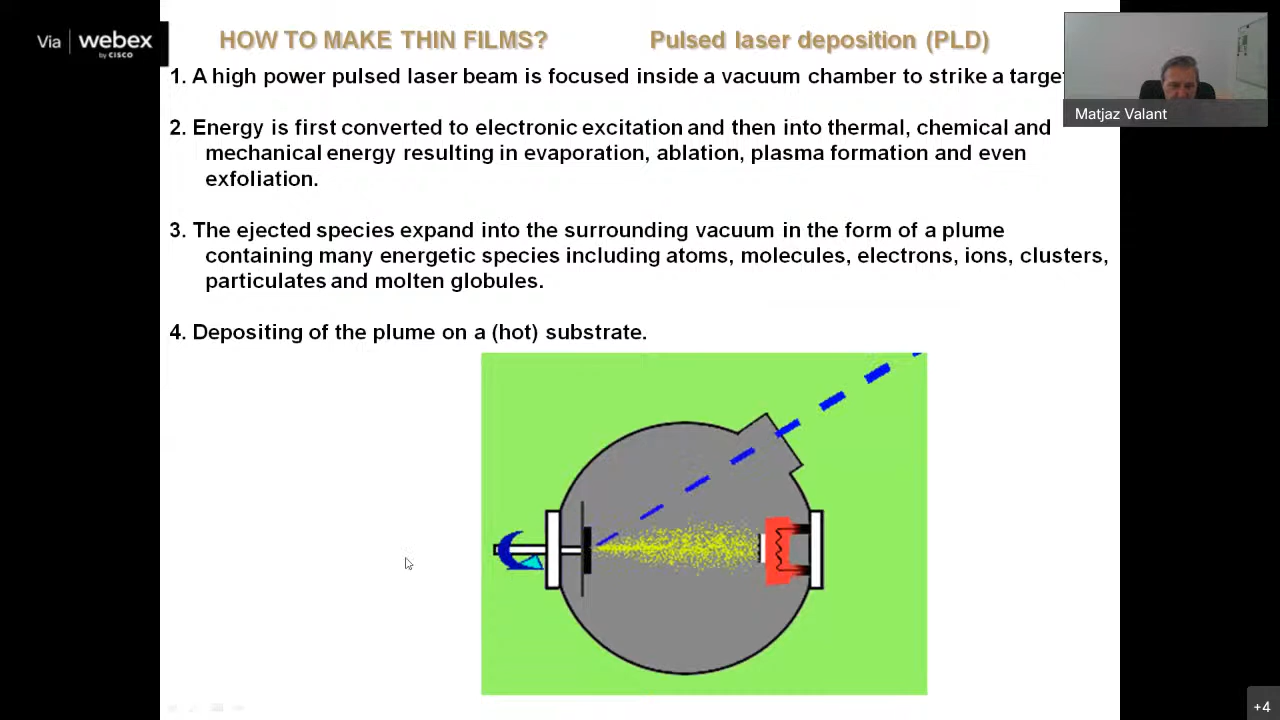 Via webex
by CISCO
HOW TO MAKE THIN FILMS? Pulsed laser deposition (PLD)
1. A high power pulsed laser beam is focused inside a vacuum chamber to strike a target
2. Energy is first converted to electronic excitation and then into thermal, chemical and
mechanical energy resulting in evaporation, ablation, plasma formation and even
exfoliation.
3. The ejected species expand into the surrounding vacuum in the form of a plume
containing many energetic species including atoms, molecules, electrons, ions, clusters,
particulates and molten globules.
4. Depositing of the plume on a (hot) substrate.
Matjaz Valant
+4